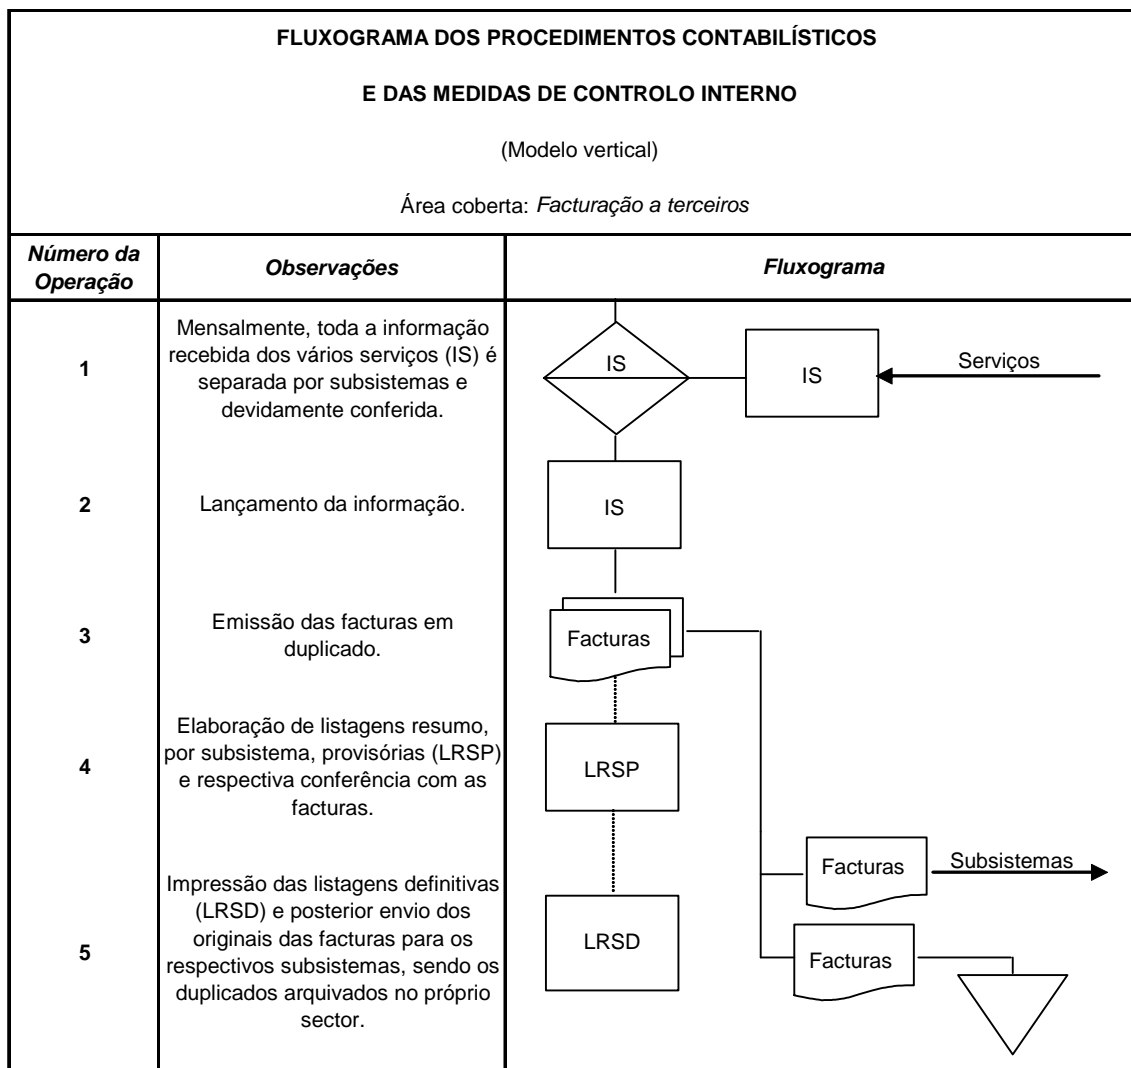 FLUXOGRAMA DOS PROCEDIMENTOS CONTABILÍSTICOS
E DAS MEDIDAS DE CONTROLO INTERNO
(Modelo vertical)
Área coberta: Facturação a terceiros
Número da
Operação
Observações
Fluxograma
1
Mensalmente, toda a informação
recebida dos vários serviços (IS) é
separada por subsistemas e
devidamente conferida.
IS
IS
Serviços
2
Lançamento da informação.
IS
3
Emissão das facturas em
duplicado.
Facturas
4
Elaboração de listagens resumo,
por subsistema, provisórias (LRSP)
e respectiva conferência com as
facturas.
LRSP
Facturas
Subsistemas
5
Impressão das listagens definitivas
(LRSD) e posterior envio dos
originais das facturas para os
respectivos subsistemas, sendo os
duplicados arquivados no próprio
sector.
LRSD
Facturas